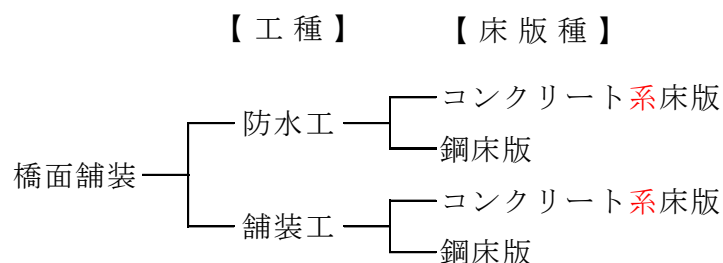 【工種】 【床版種】
コンクリート系床版
防水工
鋼床版
橋面舗装
コンクリート系床版
舗装工
鋼床版